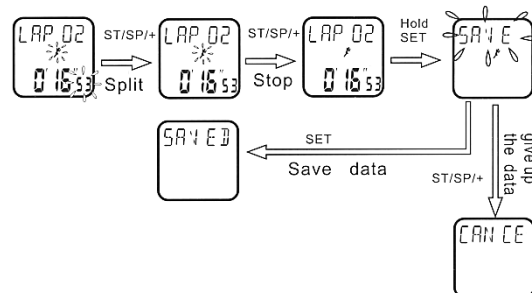 LAP 02
0'16"53
ST/SP/+
Split
LAP 02
0'16"53
ST/SP/+
Stop
LAP 02
0'16"53
Hold
SET
SAVE
SAVED
SET
Save data
ST/SP/+
give up
the data
CANCE